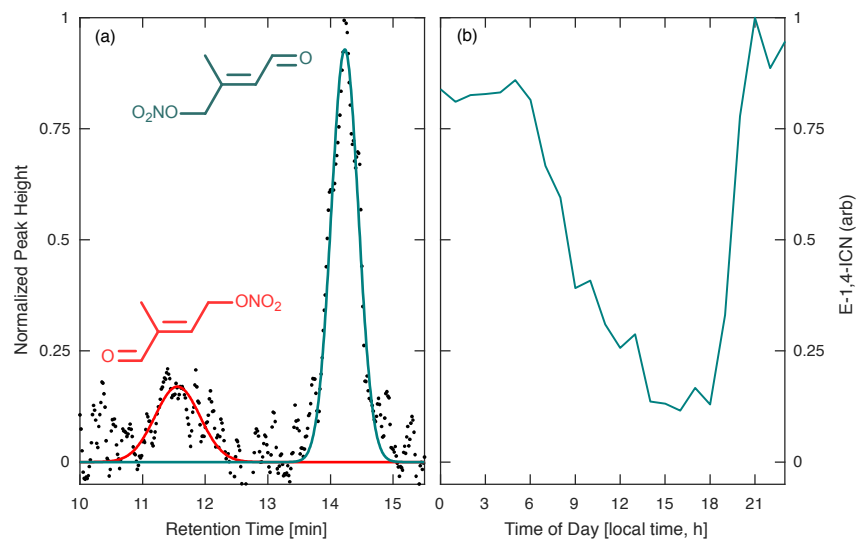 (a)
(b)
O
O₂NO
ONO₂
O
1
0.75
0.5
0.25
0
Normalized Peak Height
10 11 12 13 14 15
Retention Time [min]
1
0.75
0.5
0.25
0
E-1,4-ICN (arb)
0 3 6 9 12 15 18 21
Time of Day [local time, h]